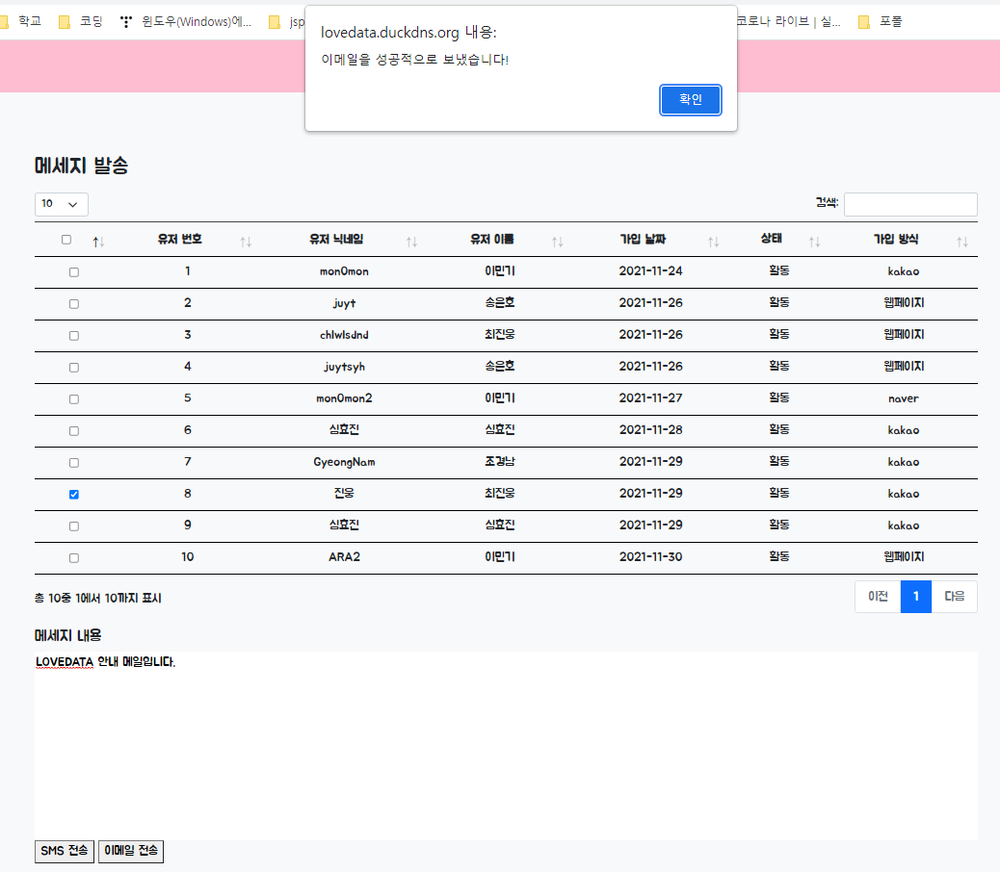 학교 코딩 윈도우(Windows)에... jsp 코로나 라이브 | 실... 포폴
lovedata.duckdns.org 내용:
이메일을 성공적으로 보냈습니다!
확인
메세지 발송
10 검색:
유저 번호 유저 닉네임 유저 이름 가입 날짜 상태 가입 방식
1 mon0mon 이민기 2021-11-24 활동 kakao
2 juyt 송은호 2021-11-26 활동 웹페이지
3 chlwlsdnd 최진웅 2021-11-26 활동 웹페이지
4 juytsyh 송은호 2021-11-26 활동 웹페이지
5 mon0mon2 이민기 2021-11-27 활동 naver
6 심효진 심효진 2021-11-28 활동 kakao
7 GyeongNam 조경남 2021-11-29 활동 kakao
8 진웅 최진웅 2021-11-29 활동 kakao
9 심효진 심효진 2021-11-29 활동 kakao
10 ARA2 이민기 2021-11-30 활동 웹페이지
총 10중 1에서 10까지 표시 이전 1 다음
메세지 내용
LOVEDATA 안내 메일입니다.
SMS 전송 이메일 전송